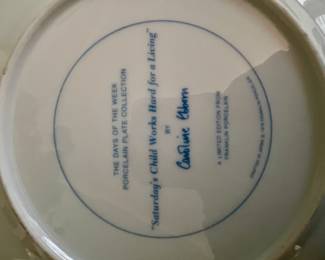 THE DAYS OF THE WEEK
PORCELAIN PLATE COLLECTION
"Saturday's Child Works Hard for a Living"
BY
Caroline Ebborn
A LIMITED EDITION FROM
FRANKLIN PORCELAIN